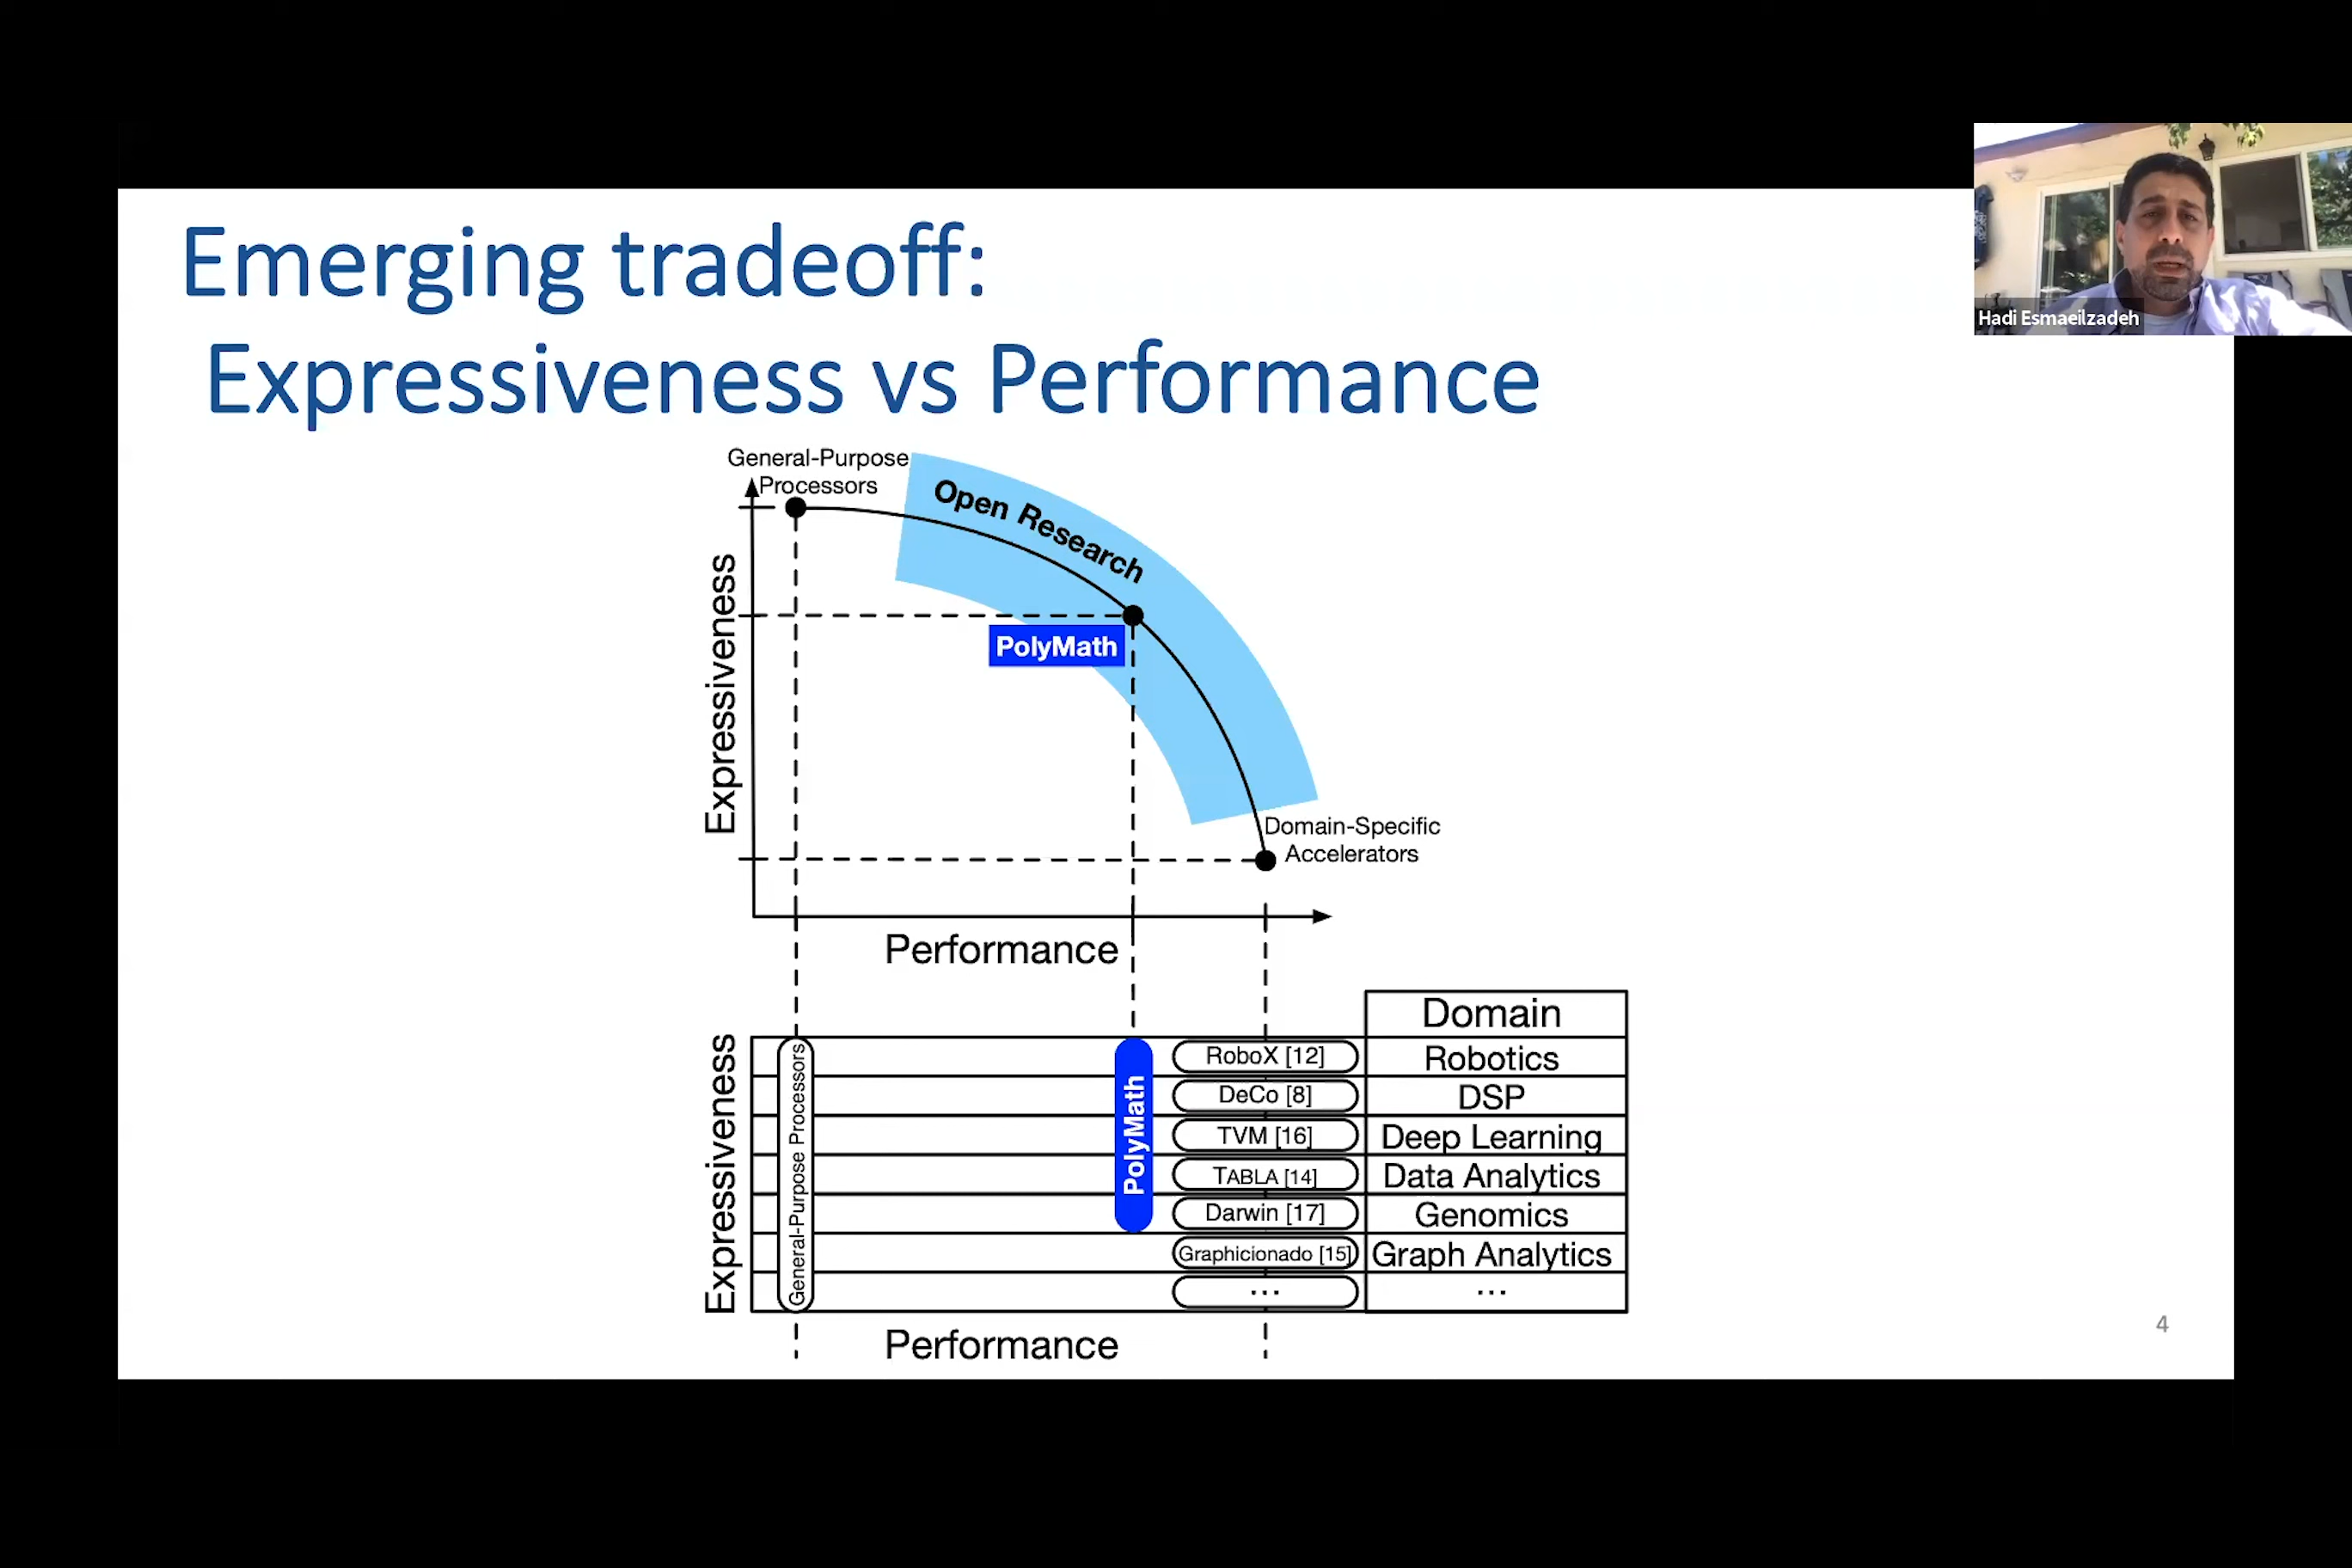 Emerging tradeoff:
Expressiveness vs Performance
Hadi Esmaeilzadeh
General-Purpose
Processors
Open Research
PolyMath
Expressiveness
Domain-Specific
Accelerators
Performance
Domain
Expressiveness
General-Purpose Processors
PolyMath
RoboX [12] Robotics
DeCo [8] DSP
TVM [16] Deep Learning
TABLA [14] Data Analytics
Darwin [17] Genomics
Graphicionado [15] Graph Analytics
... ...
Performance
4